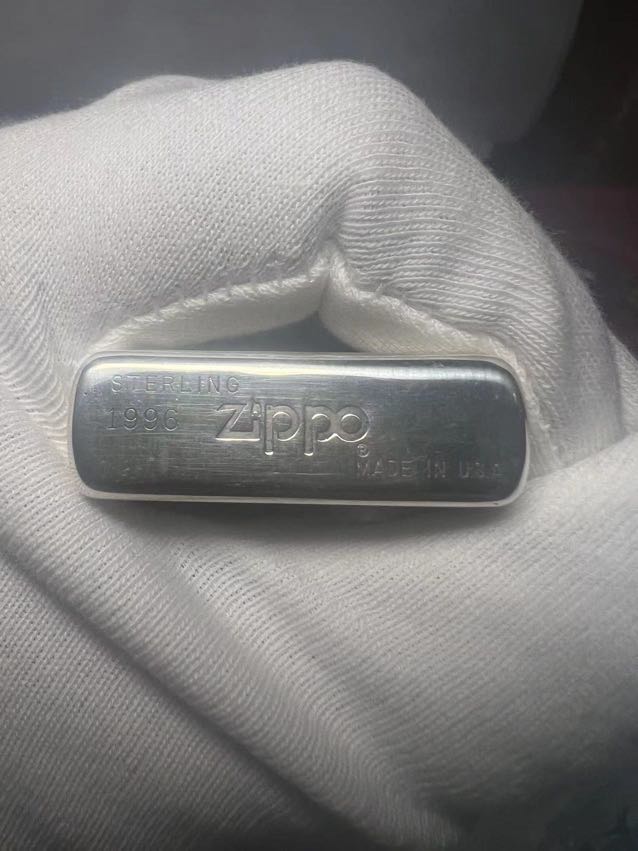 STERLING
1996
Zippo
®
MADE IN U.S.A